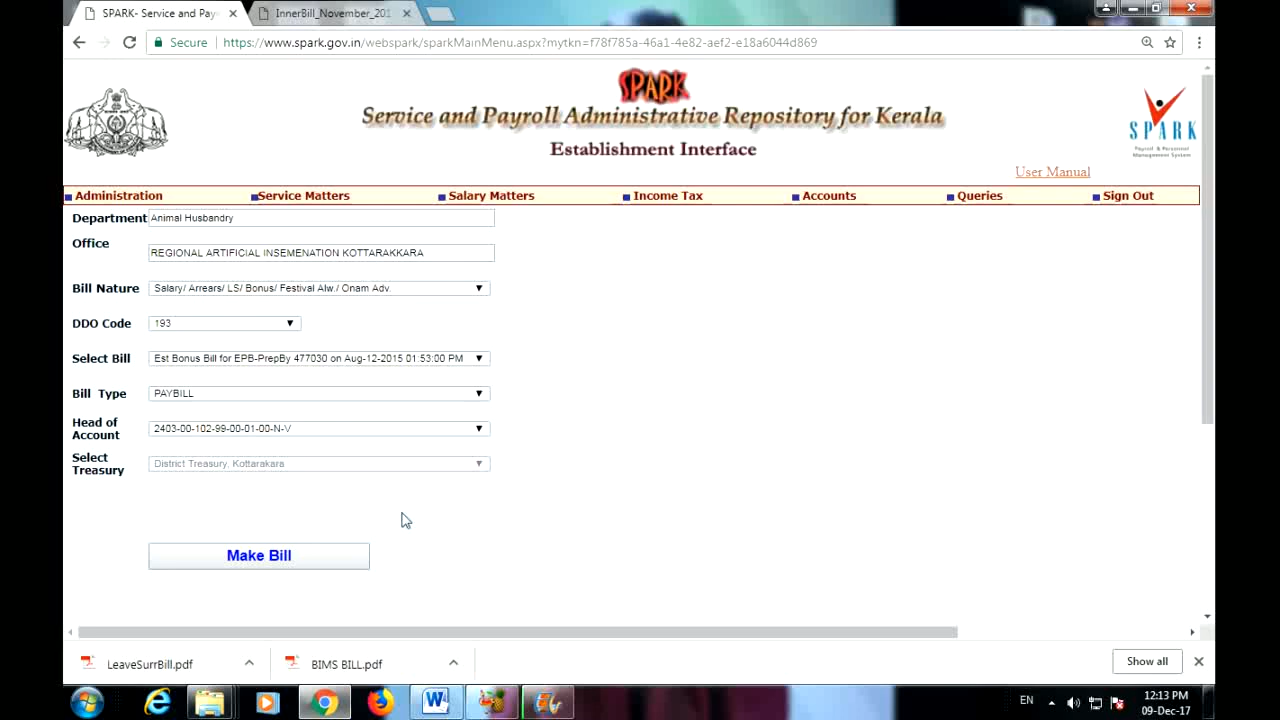 SPARK- Service and Pay
InnerBill_November_201
Secure
https://www.spark.gov.in/webspark/sparkMainMenu.aspx?mytkn=f78f785a-46a1-4e82-aef2-e18a6044d869
SPARK
Service and Payroll Administrative Repository for Kerala
Establishment Interface
SPARK
Payroll & Personnel
Management System
User Manual
Administration Service Matters Salary Matters Income Tax Accounts Queries Sign Out
Department Animal Husbandry
Office
REGIONAL ARTIFICIAL INSEMENATION KOTTARAKKARA
Bill Nature Salary/ Arrears/ LS/ Bonus/ Festival Alw./ Onam Adv.
DDO Code 193
Select Bill Est Bonus Bill for EPB-PrepBy 477030 on Aug-12-2015 01:53:00 PM
Bill Type PAYBILL
Head of
Account 2403-00-102-99-00-01-00-N-V
Select
Treasury District Treasury, Kottarakara
Make Bill
LeaveSurrBill.pdf BIMS BILL.pdf Show all
EN 12:13 PM
09-Dec-17